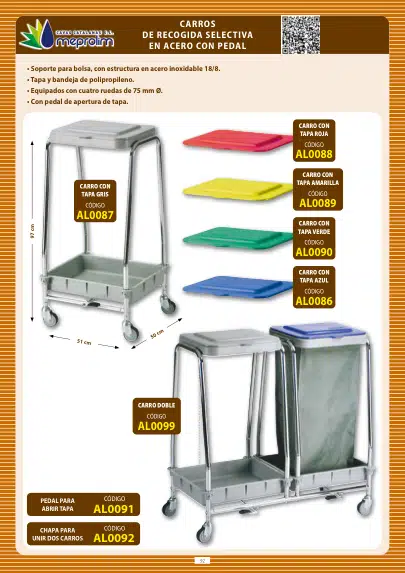 CUPAS CATALANAS S.L.
meprolim
CARROS
DE RECOGIDA SELECTIVA
EN ACERO CON PEDAL
• Soporte para bolsa, con estructura en acero inoxidable 18/8.
• Tapa y bandeja de polipropileno.
• Equipados con cuatro ruedas de 75 mm Ø.
• Con pedal de apertura de tapa.
CARRO CON
TAPA GRIS
CÓDIGO
AL0087
97 cm
51 cm
50 cm
CARRO CON
TAPA ROJA
CÓDIGO
AL0088
CARRO CON
TAPA AMARILLA
CÓDIGO
AL0089
CARRO CON
TAPA VERDE
CÓDIGO
AL0090
CARRO CON
TAPA AZUL
CÓDIGO
AL0086
CARRO DOBLE
CÓDIGO
AL0099
PEDAL PARA
ABRIR TAPA
CÓDIGO
AL0091
CHAPA PARA
UNIR DOS CARROS
CÓDIGO
AL0092